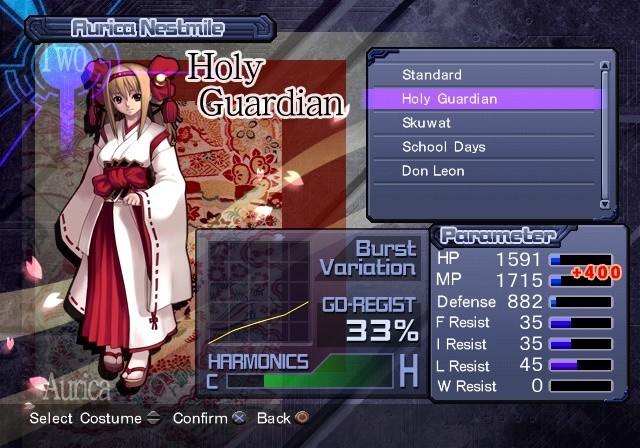 Aurica Nestmile
TWO
Holy
Guardian
Standard
Holy Guardian
Skuwat
School Days
Don Leon
Burst
Variation
GD-REGIST
33%
HARMONICS
C H
Parameter
HP 1591
+400
MP 1715
Defense 882
F Resist 35
I Resist 35
L Resist 45
W Resist 0
Aurica
Select Costume Confirm Back